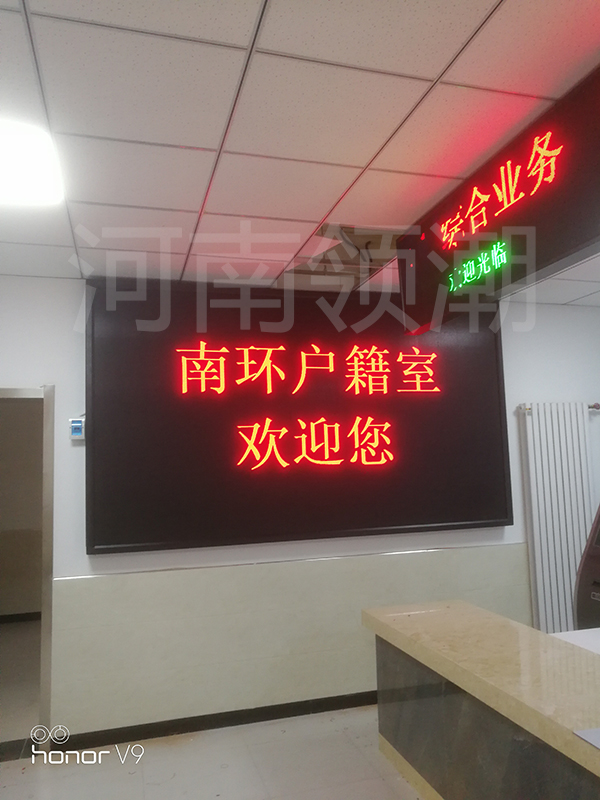 综合业务
迎光临
河南领潮
南环户籍室
欢迎您
honor V9